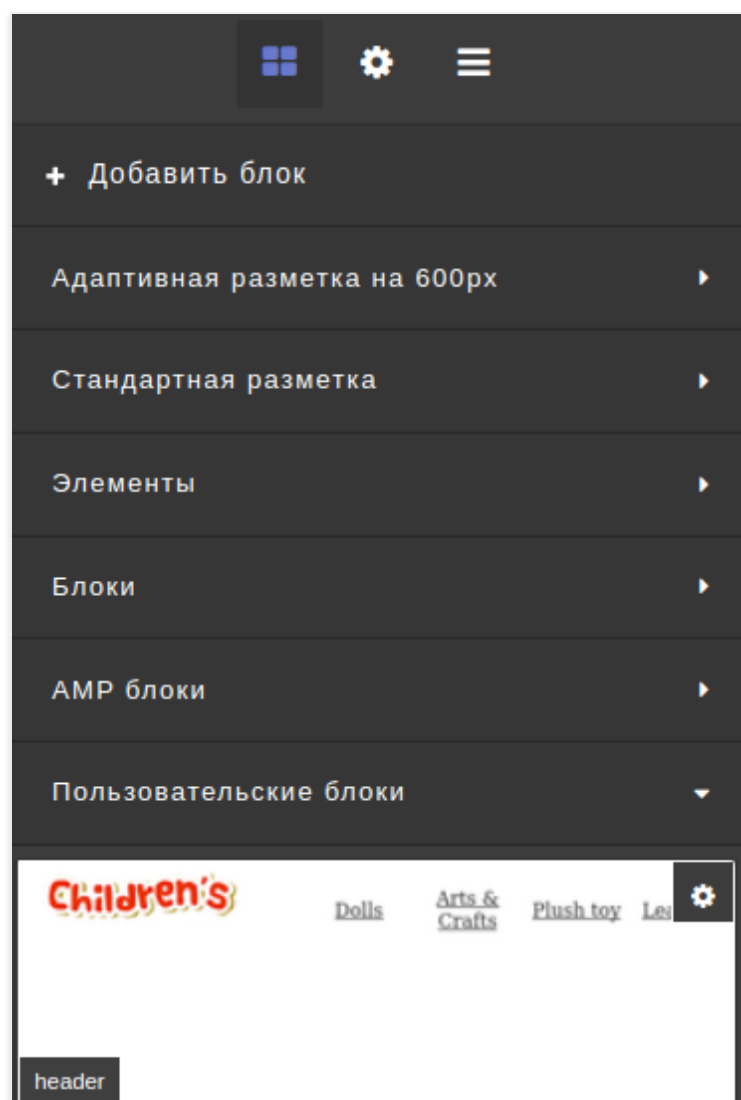 Добавить блок
Адаптивная разметка на 600px
Стандартная разметка
Элементы
Блоки
AMP блоки
Пользовательские блоки
Children's
Dolls
Arts &
Crafts
Plush toy
header